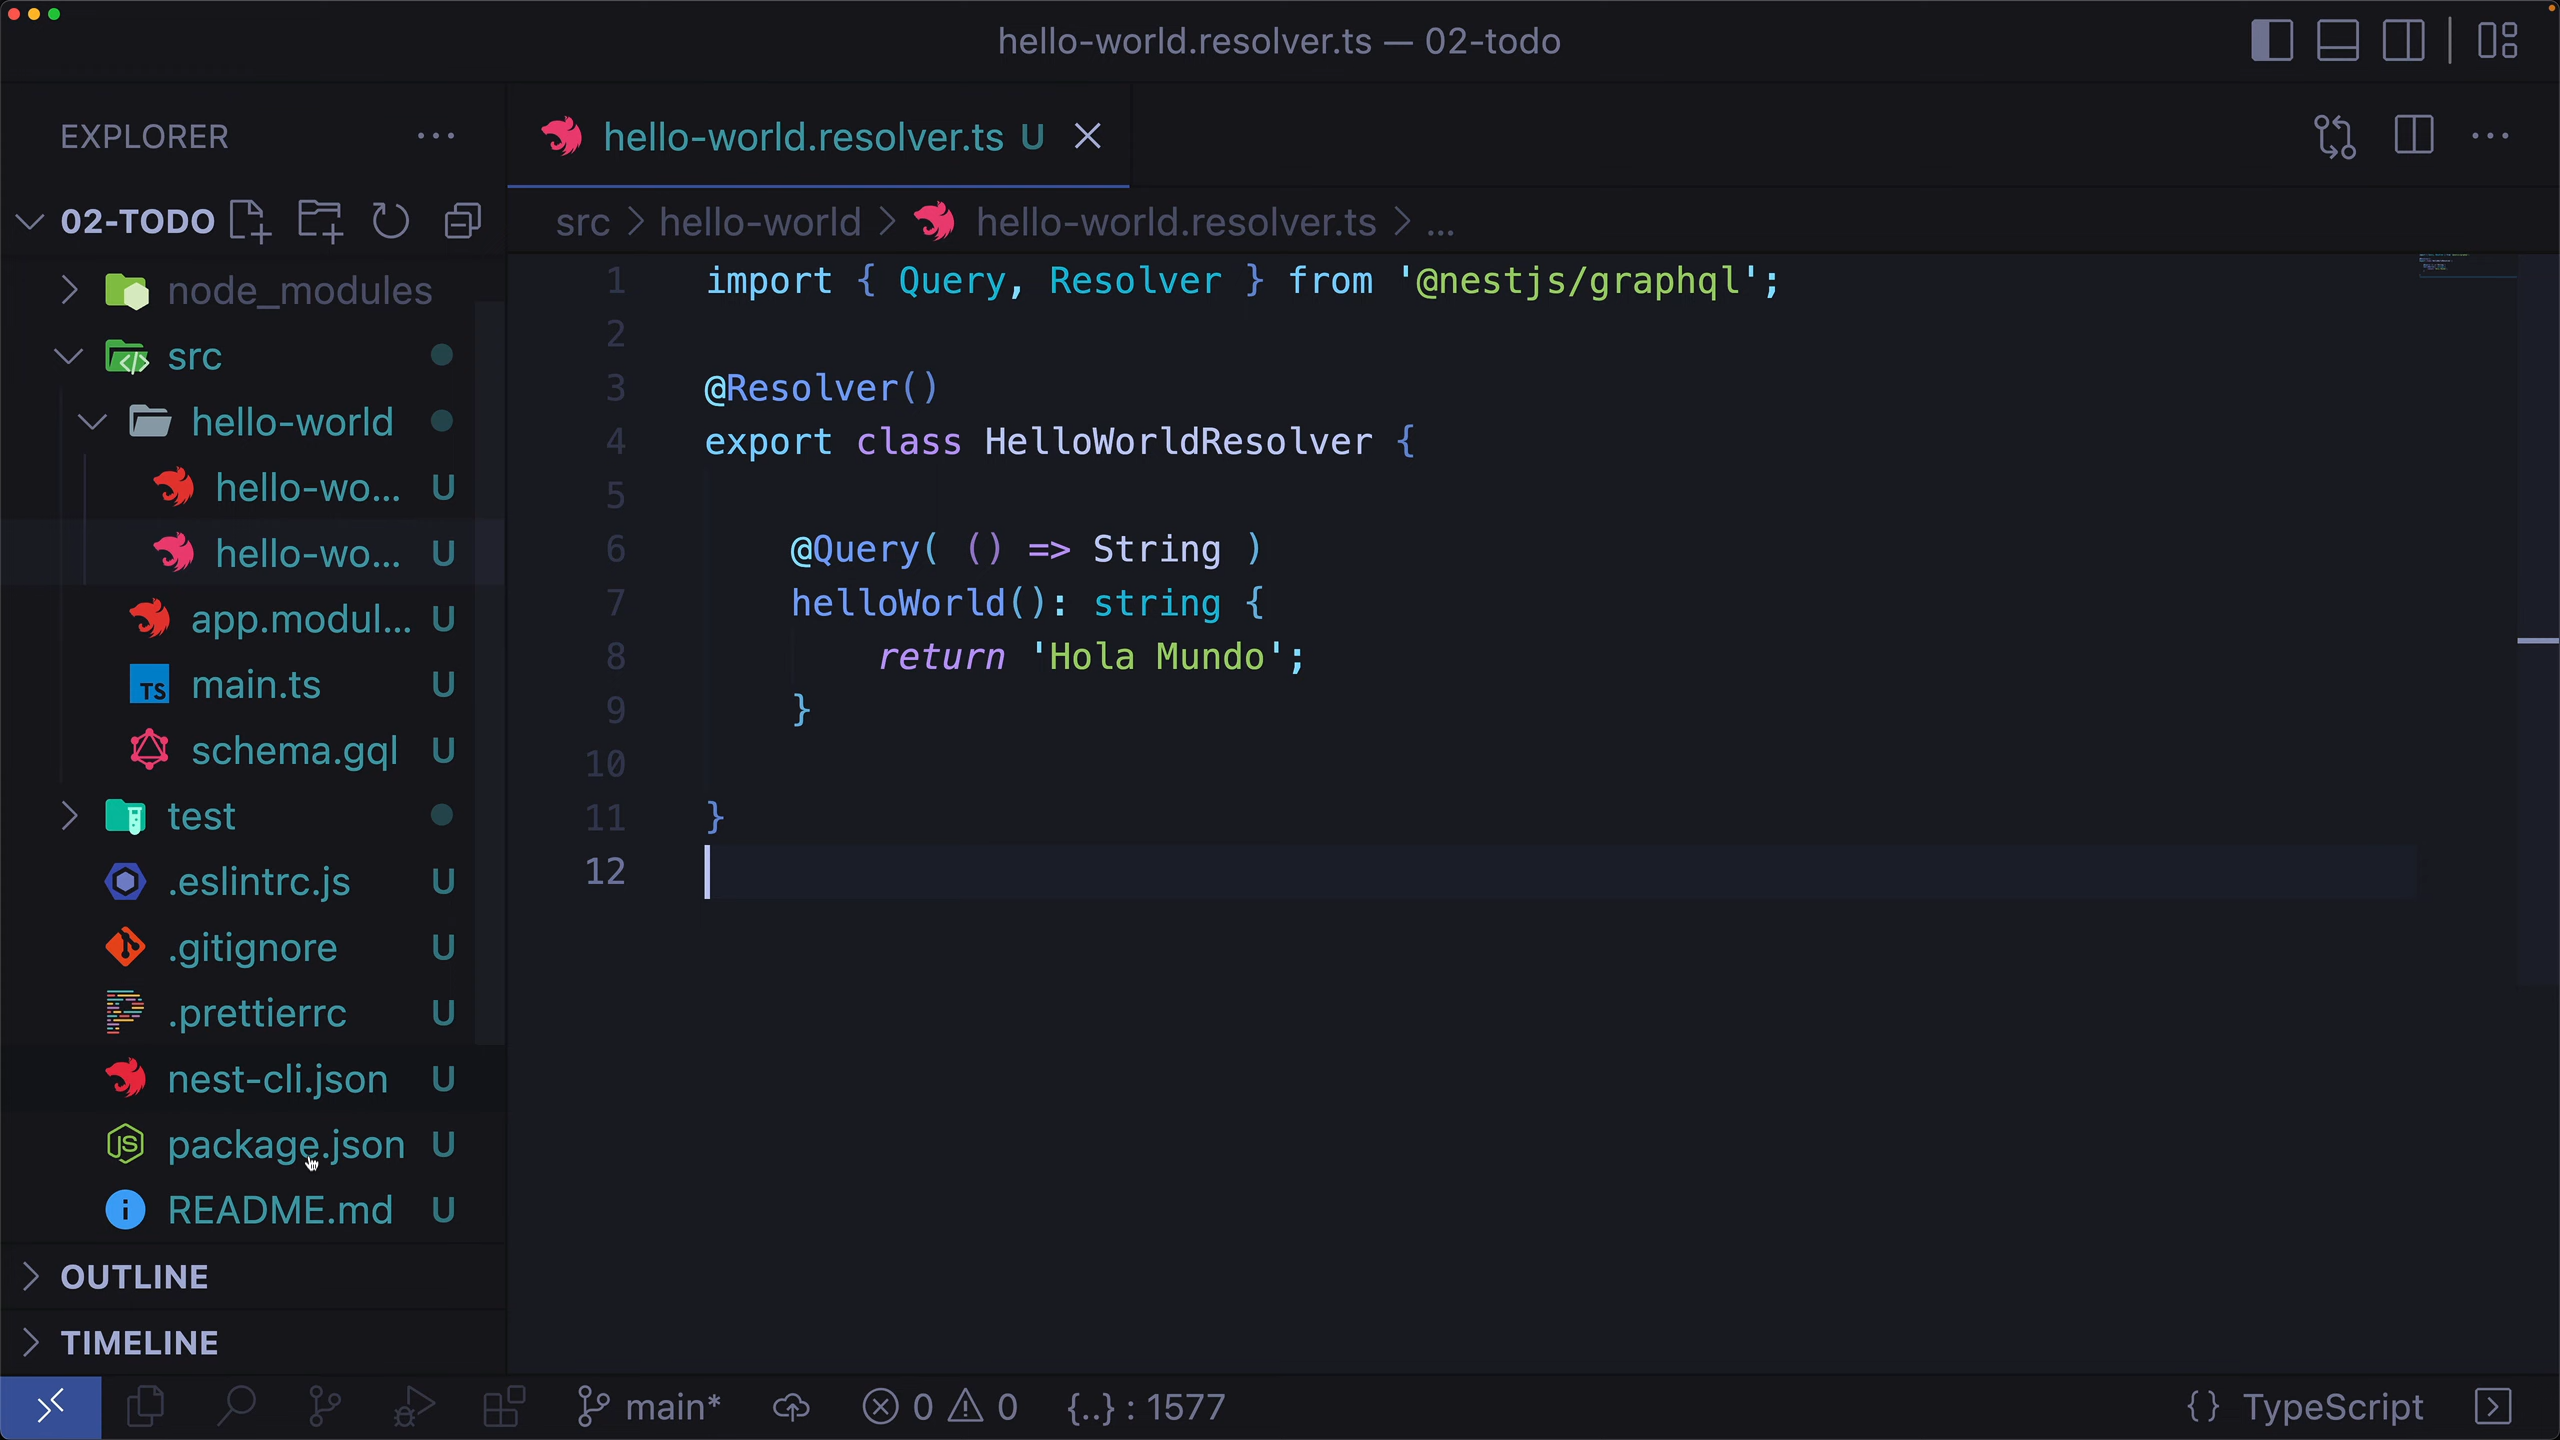 hello-world.resolver.ts — 02-todo
EXPLORER
02-TODO
node_modules
src
hello-world
hello-wo... U
hello-wo... U
app.modul... U
TS main.ts U
schema.gql U
test
.eslintrc.js U
.gitignore U
.prettierrc U
nest-cli.json U
JS package.json U
README.md U
OUTLINE
TIMELINE
hello-world.resolver.ts U
src > hello-world > hello-world.resolver.ts > ...
1 import { Query, Resolver } from '@nestjs/graphql';
2
3 @Resolver()
4 export class HelloWorldResolver {
5
6 @Query( () => String )
7 helloWorld(): string {
8 return 'Hola Mundo';
9 }
10
11 }
12
main* 0 0 {..} : 1577 {} TypeScript